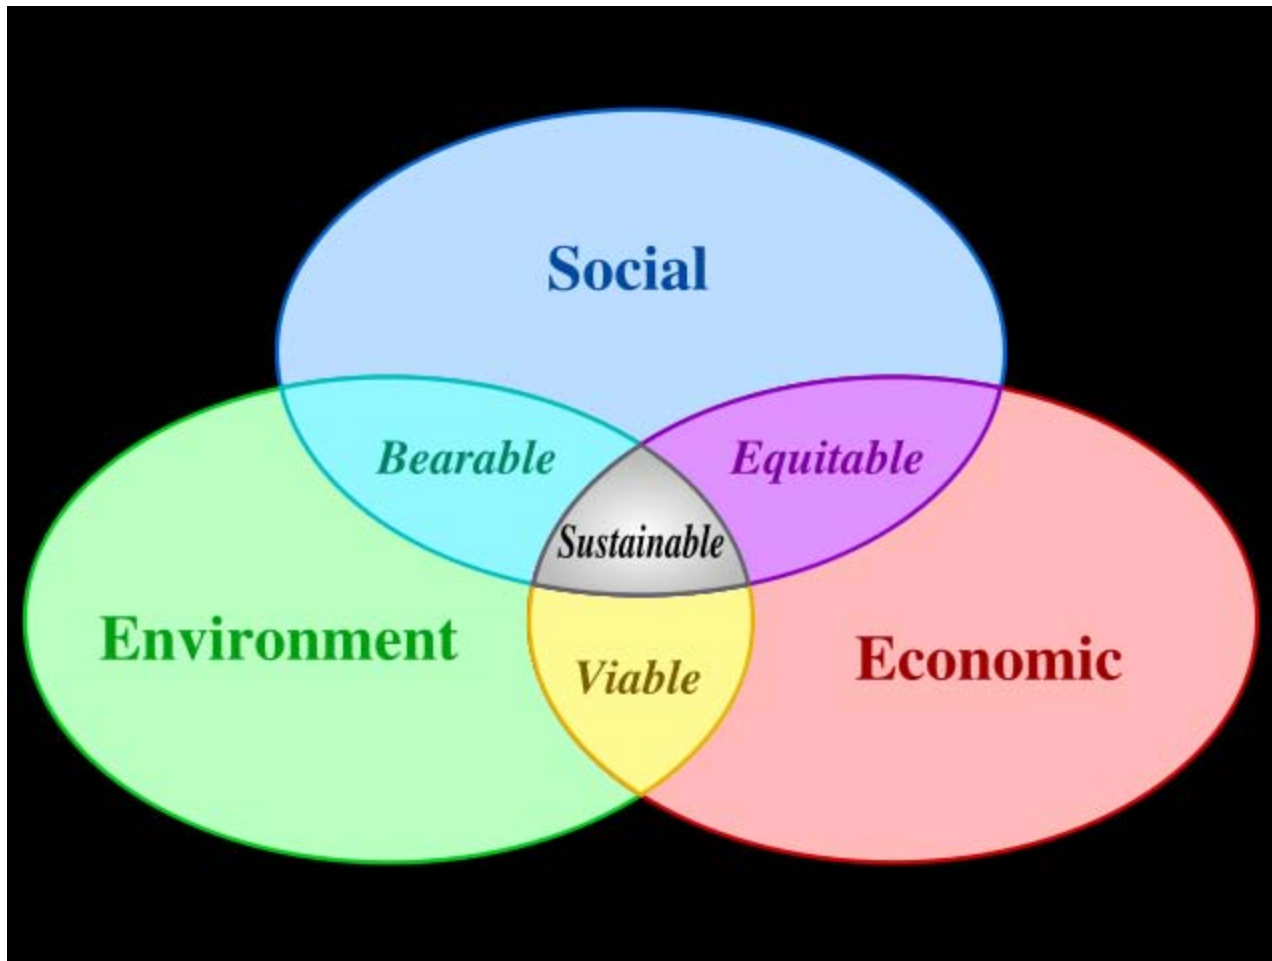 Social
Bearable
Equitable
Sustainable
Environment
Economic
Viable